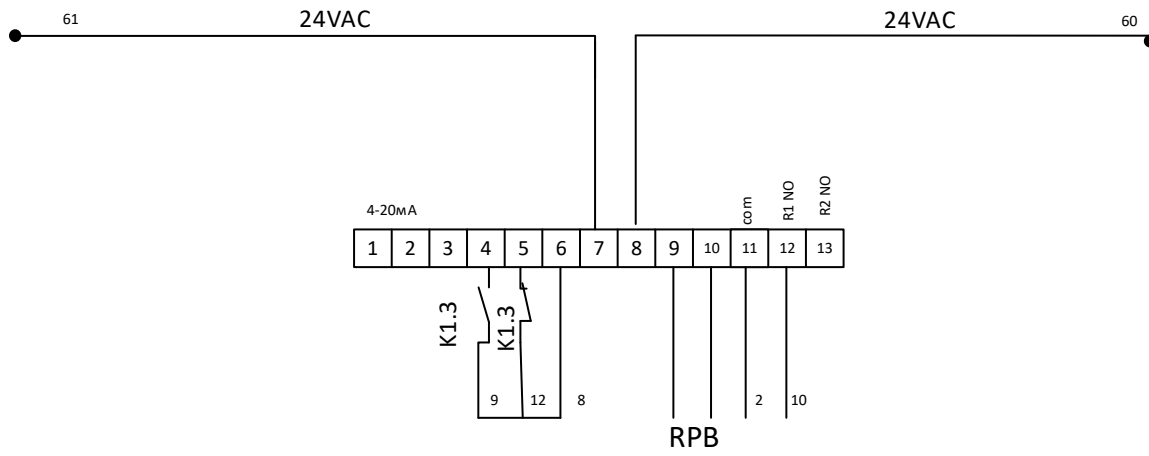 61
24VAC
24VAC
60
4-20мА
com
R1 NO
R2 NO
1 2 3 4 5 6 7 8 9 10 11 12 13
K1.3
K1.3
9
12
8
2
10
RPB